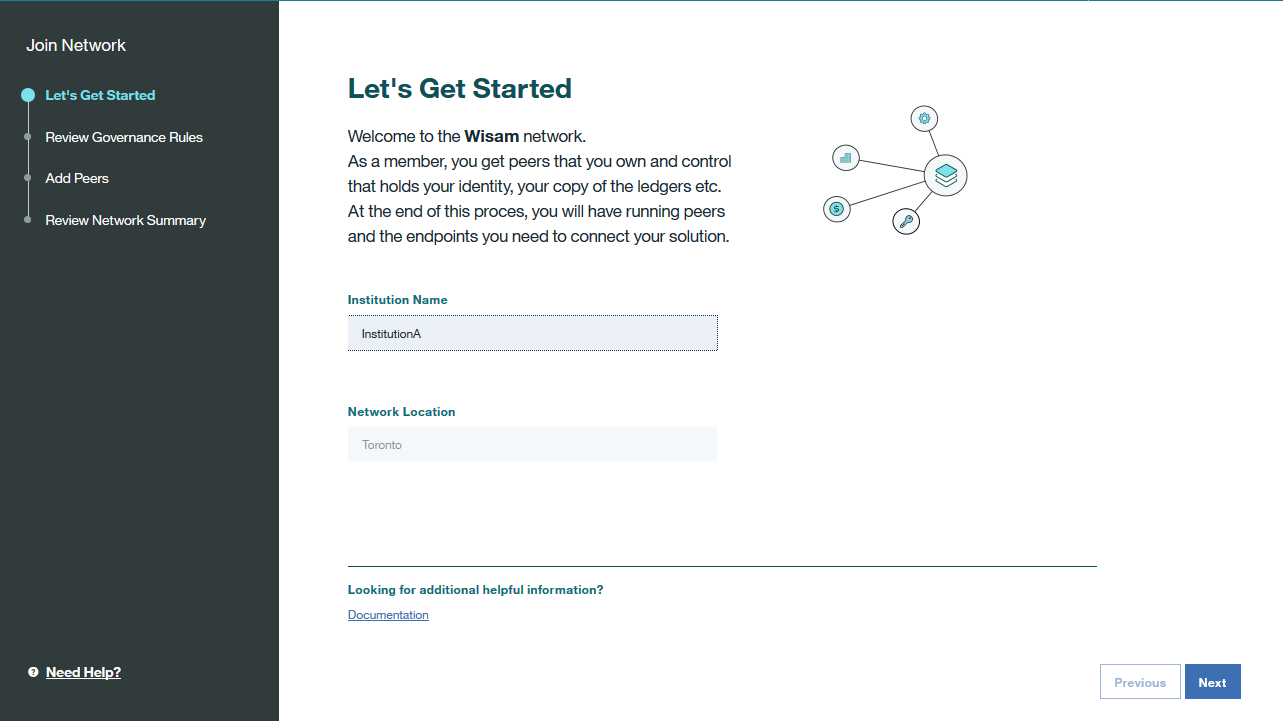 Join Network
Let's Get Started
Review Governance Rules
Add Peers
Review Network Summary
Need Help?
Let's Get Started
Welcome to the Wisam network.
As a member, you get peers that you own and control
that holds your identity, your copy of the ledgers etc.
At the end of this proces, you will have running peers
and the endpoints you need to connect your solution.
Institution Name
InstitutionA
Network Location
Toronto
Looking for additional helpful information?
Documentation
Previous
Next